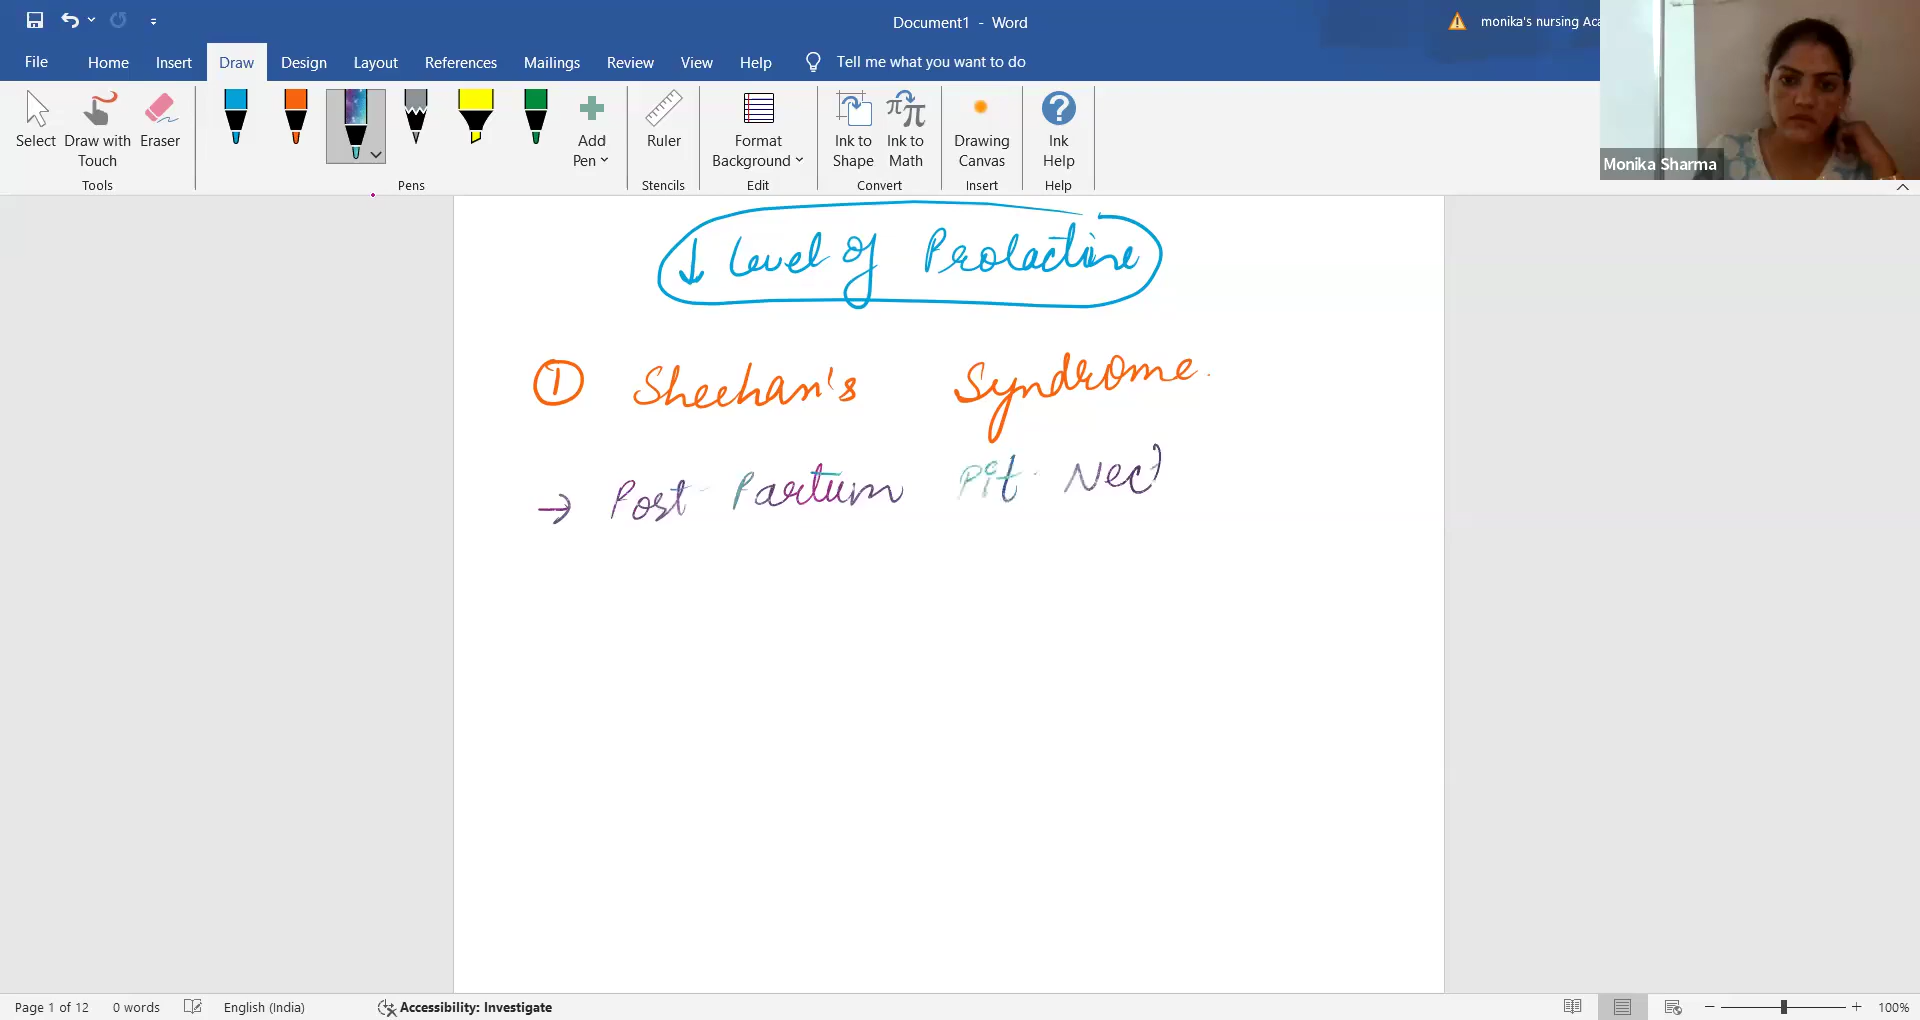 Document1 - Word
monika's nursing Aca
File Home Insert Draw Design Layout References Mailings Review View Help Tell me what you want to do
Select
Draw with Touch
Eraser
Add Pen
Ruler
Format Background
Ink to Shape
Ink to Math
Drawing Canvas
Ink Help
Tools Pens Stencils Edit Convert Insert Help
Monika Sharma
↓ Level of Prolactine
① Sheehan's Syndrome.
→ Post Partum Pit. Nec
Page 1 of 12 0 words English (India) Accessibility: Investigate 100%